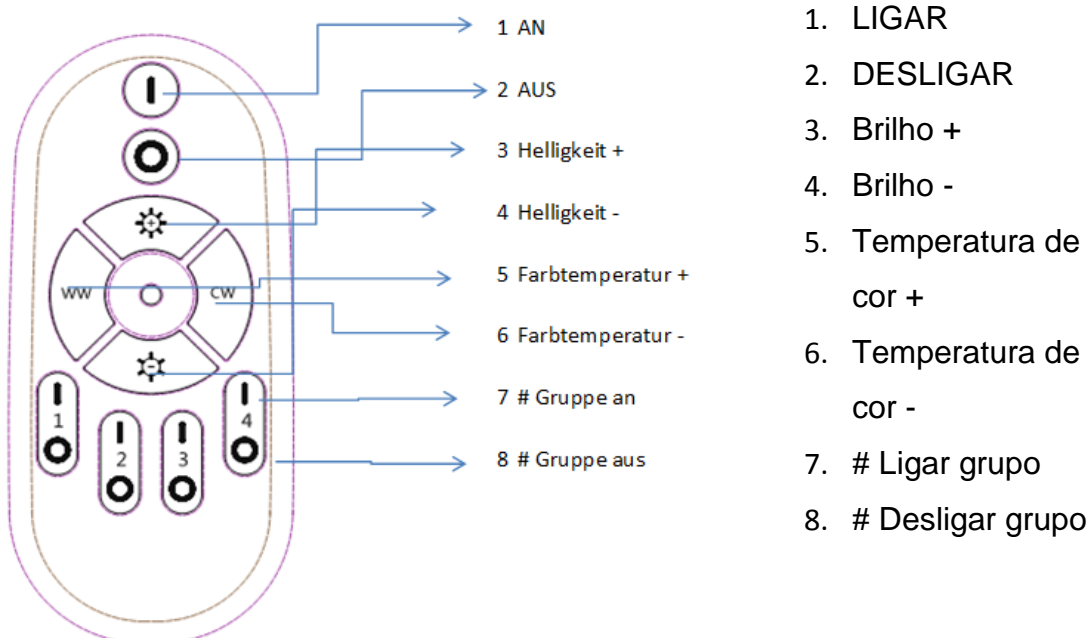 1 AN
2 AUS
3 Helligkeit +
4 Helligkeit -
5 Farbtemperatur +
6 Farbtemperatur -
7 # Gruppe an
8 # Gruppe aus
WW
CW
1
2
3
4
1. LIGAR
2. DESLIGAR
3. Brilho +
4. Brilho -
5. Temperatura de
cor +
6. Temperatura de
cor -
7. # Ligar grupo
8. # Desligar grupo